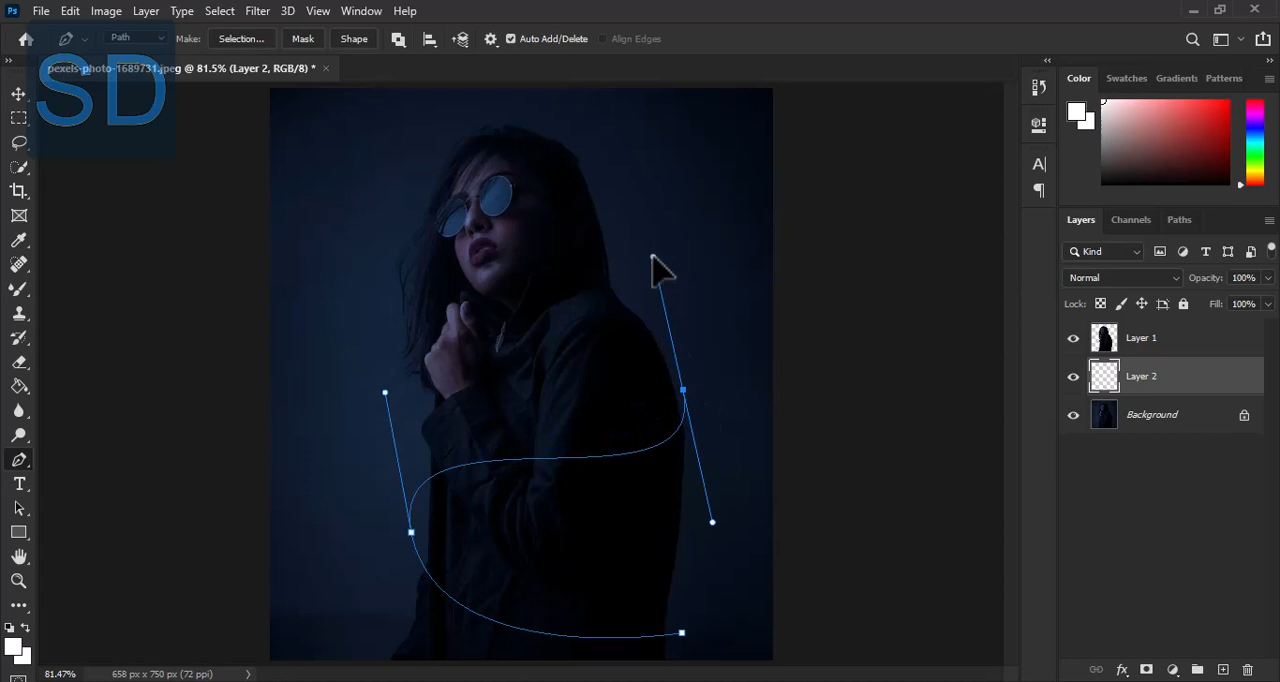 Ps File Edit Image Layer Type Select Filter 3D View Window Help
Path Make: Selection... Mask Shape Auto Add/Delete Align Edges
pexels-photo-1689731.jpeg @ 81.5% (Layer 2, RGB/8) * ×
SD
Color Swatches Gradients Patterns
Layers Channels Paths
Kind
Normal Opacity: 100%
Lock: Fill: 100%
Layer 1
Layer 2
Background
81.47% 658 px x 750 px (72 ppi)